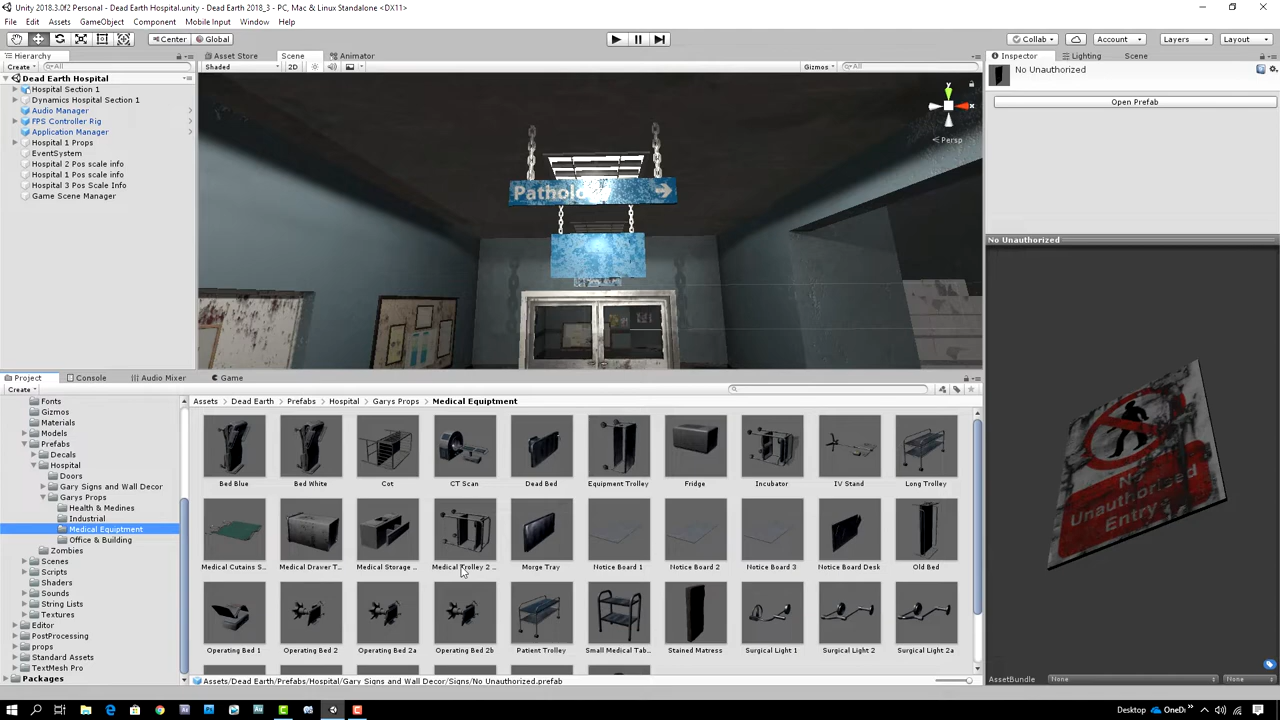 Unity 2018.3.0f2 Personal - Dead Earth Hospital.unity - Dead Earth 2018_3 - PC, Mac & Linux Standalone <DX11>
File Edit Assets GameObject Component Mobile Input Window Help
Center Global Collab Account Layers Layout
Hierarchy Asset Store Scene Animator Inspector Lighting Scene
Create All Shaded 2D Gizmos All No Unauthorized
Dead Earth Hospital
Hospital Section 1
Dynamics Hospital Section 1
Audio Manager
FPS Controller Rig
Application Manager
Hospital 1 Props
EventSystem
Hospital 2 Pos scale info
Hospital 1 Pos scale info
Hospital 3 Pos Scale Info
Game Scene Manager
y
x
Persp
Open Prefab
No Unauthorized
No
Unauthorised
Entry
Project Console Audio Mixer Game
Create
Fonts
Gizmos
Materials
Models
Prefabs
Decals
Hospital
Doors
Gary Signs and Wall Decor
Garys Props
Health & Medines
Industrial
Medical Equiptment
Office & Building
Zombies
Scenes
Scripts
Shaders
Sounds
String Lists
Textures
Editor
PostProcessing
props
Standard Assets
TextMesh Pro
Packages
Assets > Dead Earth > Prefabs > Hospital > Garys Props > Medical Equiptment
Bed Blue Bed White Cot CT Scan Dead Bed Equipment Trolley Fridge Incubator IV Stand Long Trolley
Medical Cutains S... Medical Draver T... Medical Storage ... Medical Trolley 2 ... Morge Tray Notice Board 1 Notice Board 2 Notice Board 3 Notice Board Desk Old Bed
Operating Bed 1 Operating Bed 2 Operating Bed 2a Operating Bed 2b Patient Trolley Small Medical Tab... Stained Matress Surgical Light 1 Surgical Light 2 Surgical Light 2a
Assets/Dead Earth/Prefabs/Hospital/Gary Signs and Wall Decor/Signs/No Unauthorized.prefab
AssetBundle None None
Desktop OneDri